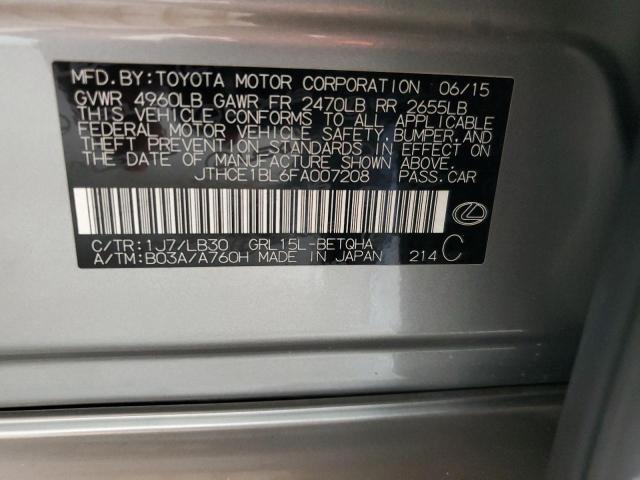 MFD.BY:TOYOTA MOTOR CORPORATION 06/15
GVWR 4960LB GAWR FR 2470LB RR 2655LB
THIS VEHICLE CONFORMS TO ALL APPLICABLE
FEDERAL MOTOR VEHICLE SAFETY, BUMPER, AND
THEFT PREVENTION STANDARDS IN EFFECT ON
THE DATE OF MANUFACTURE SHOWN ABOVE.
JTHCE1BL6FA007208 PASS.CAR
C/TR:1J7/LB30 GRL15L-BETQHA
A/TM:B03A/A760H MADE IN JAPAN 214 C